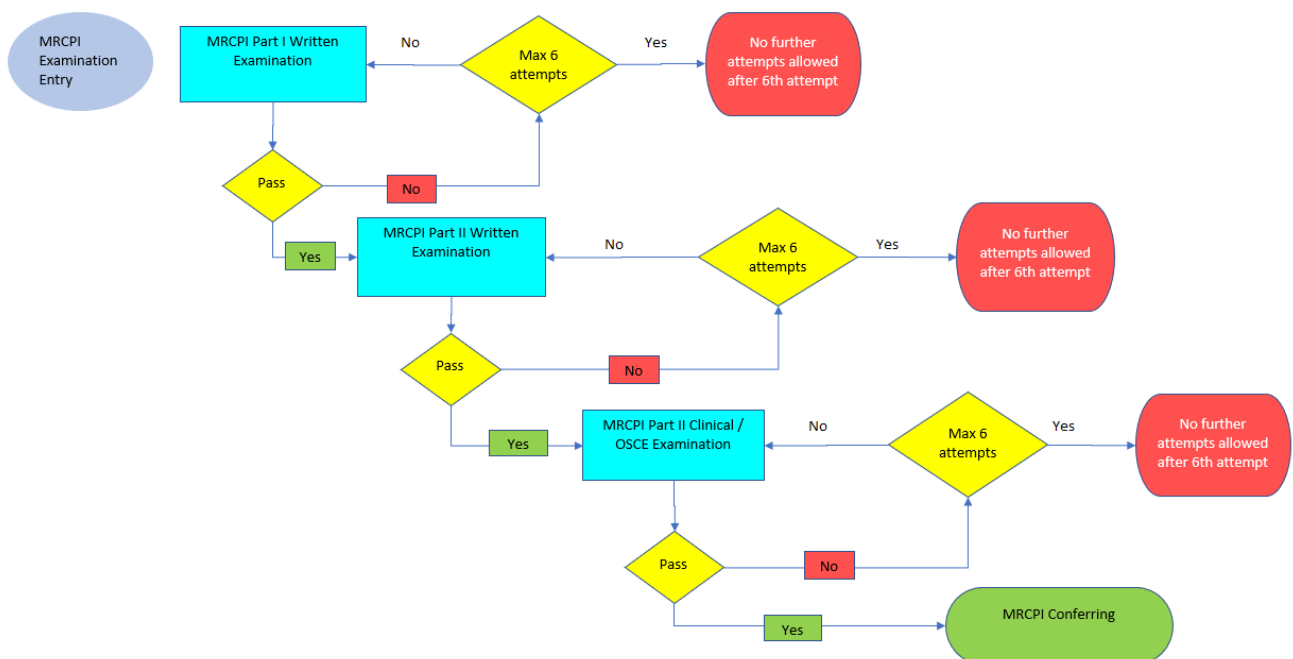 MRCPI
Examination
Entry
MRCPI Part I Written
Examination
No
Max 6
attempts
Yes
No further
attempts allowed
after 6th attempt
Pass
No
Yes
MRCPI Part II Written
Examination
No
Max 6
attempts
Yes
No further
attempts allowed
after 6th attempt
Pass
No
Yes
MRCPI Part II Clinical /
OSCE Examination
No
Max 6
attempts
Yes
No further
attempts allowed
after 6th attempt
Pass
No
Yes
MRCPI Conferring